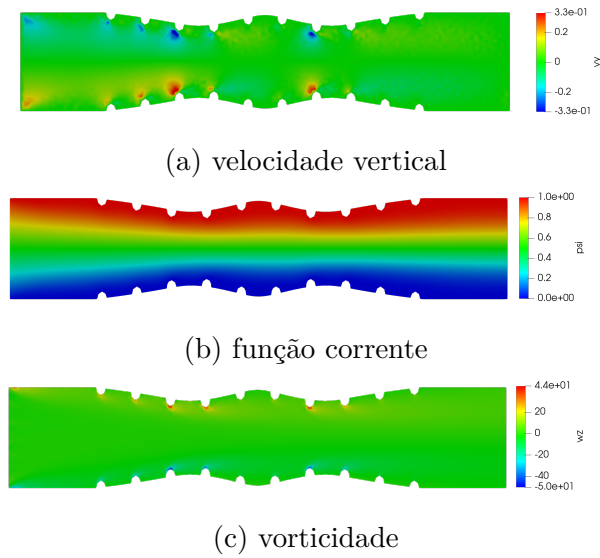 3.3e-01
0.2
0
-0.2
-3.3e-01
vy
(a) velocidade vertical
1.0e+00
0.8
0.6
0.4
0.2
0.0e+00
psi
(b) função corrente
4.4e+01
20
0
-20
-40
-5.0e+01
wz
(c) vorticidade